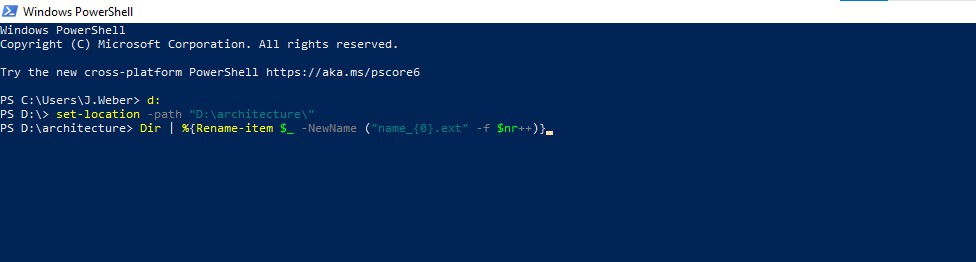 Windows PowerShell
Windows PowerShell
Copyright (C) Microsoft Corporation. All rights reserved.
Try the new cross-platform PowerShell https://aka.ms/pscore6
PS C:\Users\J.Weber> d:
PS D:\> set-location -path "D:\architecture\"
PS D:\architecture> Dir | %{Rename-item $_ -NewName ("name_{0}.ext" -f $nr++)}